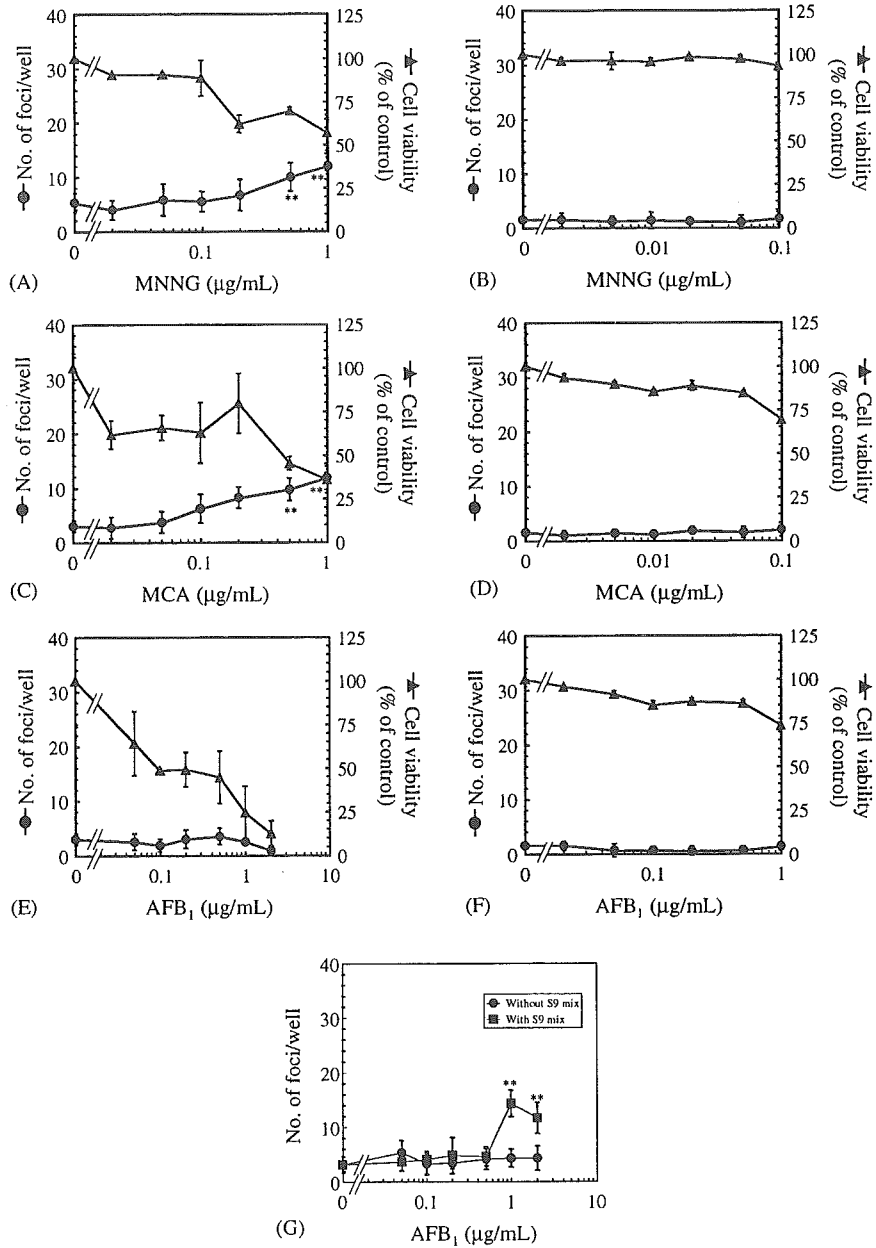 No. of foci/well
40
30
20
10
0
125
100
75
50
25
0
Cell viability
(% of control)
**
**
0
0.1
1
(A)
MNNG (μg/mL)
No. of foci/well
40
30
20
10
0
125
100
75
50
25
0
Cell viability
(% of control)
0
0.01
0.1
(B)
MNNG (μg/mL)
No. of foci/well
40
30
20
10
0
125
100
75
50
25
0
Cell viability
(% of control)
**
**
0
0.1
1
(C)
MCA (μg/mL)
No. of foci/well
40
30
20
10
0
125
100
75
50
25
0
Cell viability
(% of control)
0
0.01
0.1
(D)
MCA (μg/mL)
No. of foci/well
40
30
20
10
0
125
100
75
50
25
0
Cell viability
(% of control)
0
0.1
1
10
(E)
AFB₁ (μg/mL)
No. of foci/well
40
30
20
10
0
125
100
75
50
25
0
Cell viability
(% of control)
0
0.1
1
(F)
AFB₁ (μg/mL)
No. of foci/well
40
30
20
10
0
Without S9 mix
With S9 mix
**
**
0
0.1
1
10
(G)
AFB₁ (μg/mL)